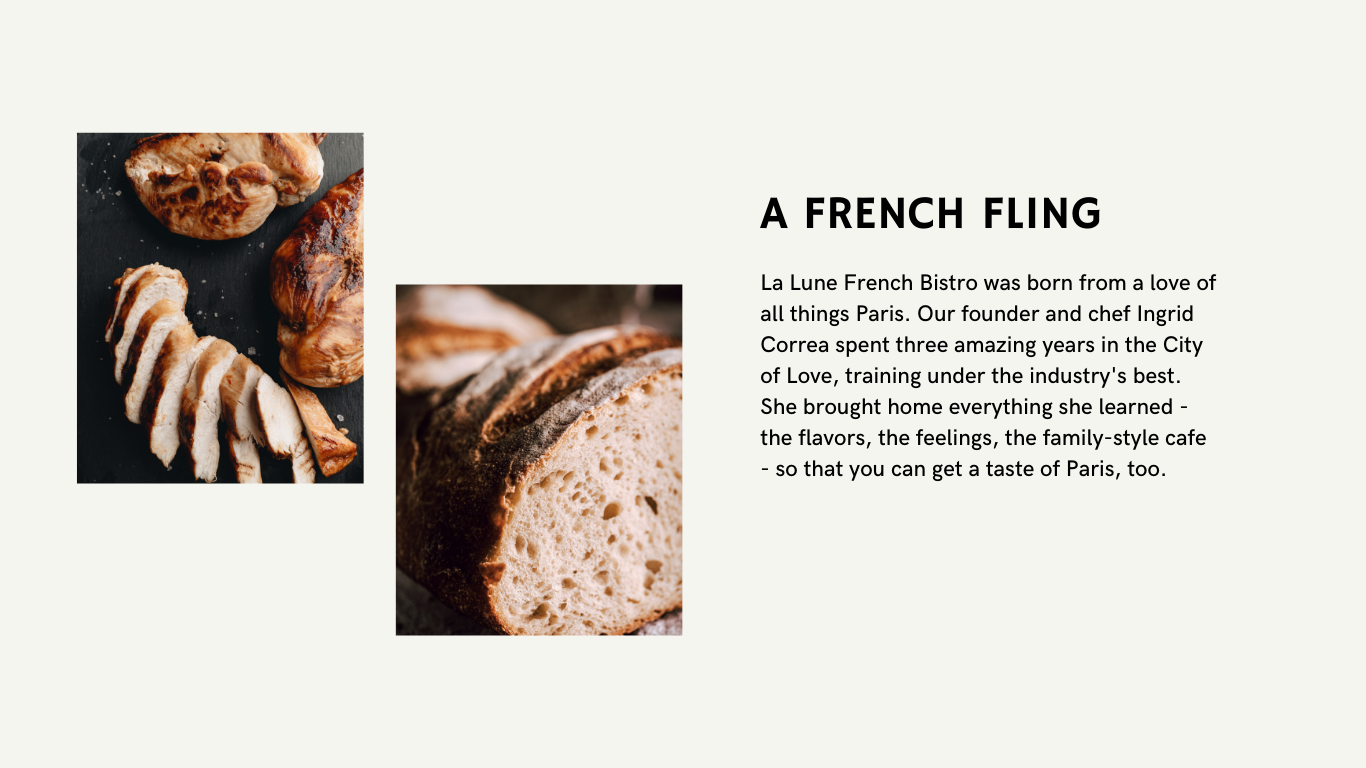 A FRENCH FLING
La Lune French Bistro was born from a love of
all things Paris. Our founder and chef Ingrid
Correa spent three amazing years in the City
of Love, training under the industry's best.
She brought home everything she learned -
the flavors, the feelings, the family-style cafe
- so that you can get a taste of Paris, too.